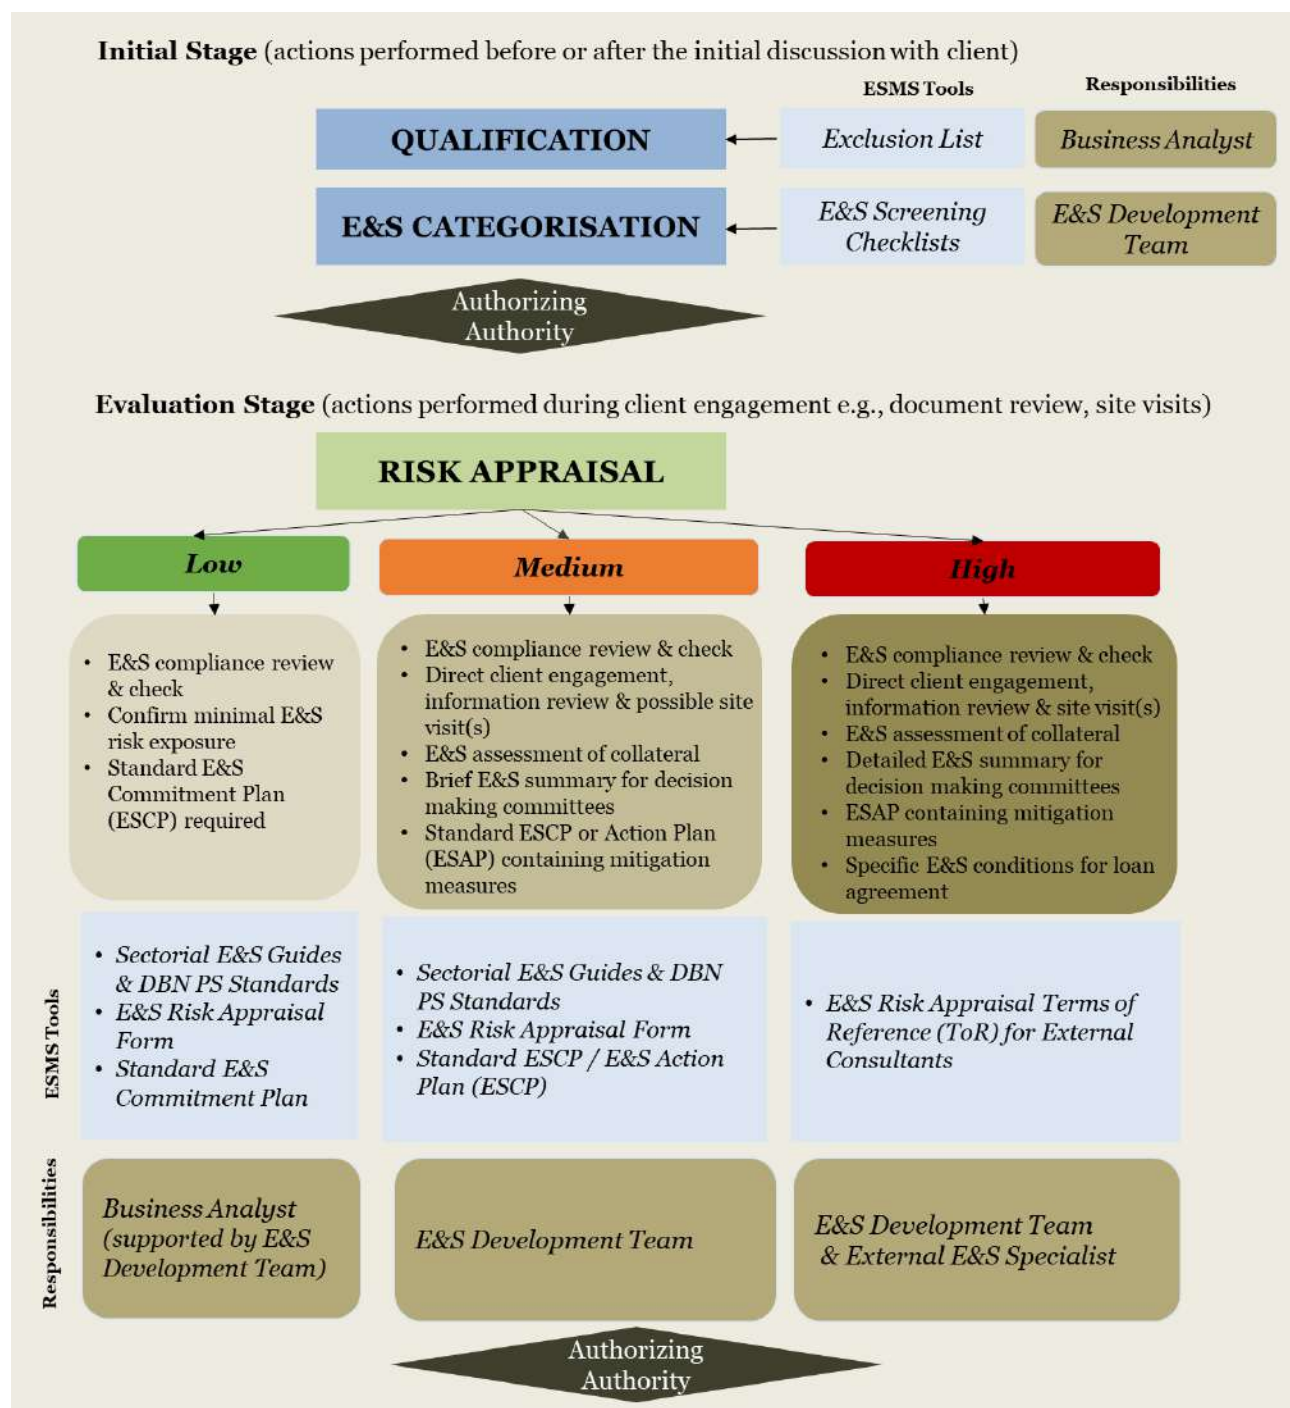 Initial Stage (actions performed before or after the initial discussion with client)
ESMS Tools
Responsibilities
QUALIFICATION
Exclusion List
Business Analyst
E&S CATEGORISATION
E&S Screening
Checklists
E&S Development
Team
Authorizing
Authority
Evaluation Stage (actions performed during client engagement e.g., document review, site visits)
RISK APPRAISAL
Low
Medium
High
• E&S compliance review
& check
• Confirm minimal E&S
risk exposure
• Standard E&S
Commitment Plan
(ESCP) required
• E&S compliance review & check
• Direct client engagement,
information review & possible site
visit(s)
• E&S assessment of collateral
• Brief E&S summary for decision
making committees
• Standard ESCP or Action Plan
(ESAP) containing mitigation
measures
• E&S compliance review & check
• Direct client engagement,
information review & site visit(s)
• E&S assessment of collateral
• Detailed E&S summary for
decision making committees
• ESAP containing mitigation
measures
• Specific E&S conditions for loan
agreement
ESMS Tools
• Sectorial E&S Guides
& DBN PS Standards
• E&S Risk Appraisal
Form
• Standard E&S
Commitment Plan
• Sectorial E&S Guides & DBN
PS Standards
• E&S Risk Appraisal Form
• Standard ESCP / E&S Action
Plan (ESCP)
• E&S Risk Appraisal Terms of
Reference (ToR) for External
Consultants
Responsibilities
Business Analyst
(supported by E&S
Development Team)
E&S Development Team
E&S Development Team
& External E&S Specialist
Authorizing
Authority